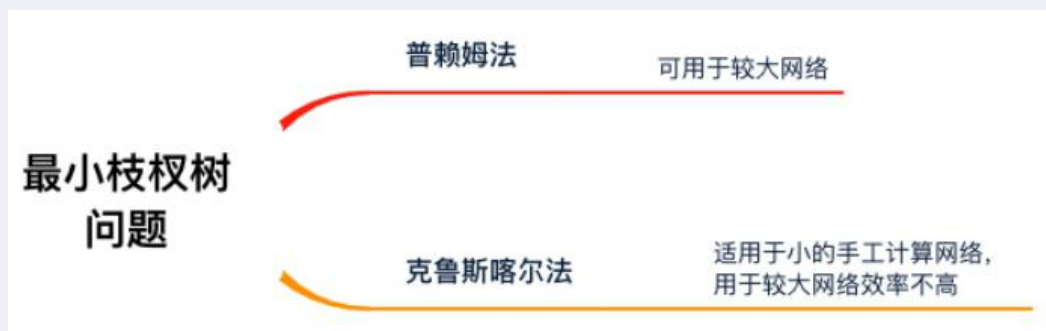 最小枝杈树
问题
普赖姆法
可用于较大网络
克鲁斯喀尔法
适用于小的手工计算网络，
用于较大网络效率不高